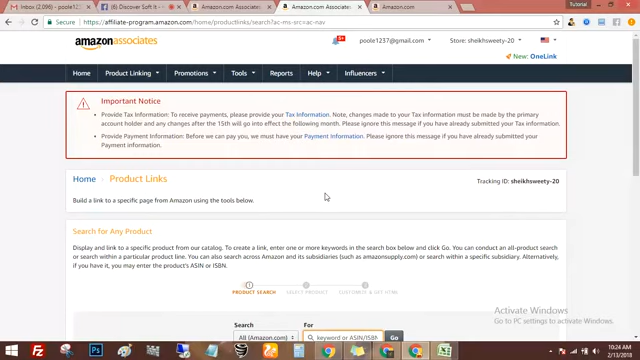 Inbox (2,096) - poole12
Discover Soft It -
Amazon.com Associates
Amazon.com Associates
Amazon.com
Tutorial
Secure
https://affiliate-program.amazon.com/home/productlinks/search?ac-ms-src=ac-nav
amazonassociates
9+
poole1237@gmail.com
Store: sheikhsweety-20
New: OneLink
Home Product Linking Promotions Tools Reports Help Influencers
Important Notice
• Provide Tax Information: To receive payments, please provide your Tax Information. Note, changes made to your Tax information must be made by the primary
account holder and any changes after the 15th will go into effect the following month. Please ignore this message if you have already submitted your Tax information.
• Provide Payment Information: Before we can pay you, we must have your Payment Information. Please ignore this message if you have already submitted your
Payment information.
Home › Product Links
Tracking ID: sheikhsweety-20
Build a link to a specific page from Amazon using the tools below.
Search for Any Product
Display and link to a specific product from our catalog. To create a link, enter one or more keywords in the search box below and click Go. You can conduct an all-product search
or search within a particular product line. You can also search across Amazon and its subsidiaries (such as amazonsupply.com) or search within a specific subsidiary. Alternatively,
if you have it, you may enter the product's ASIN or ISBN.
1 2 3
PRODUCT SEARCH SELECT PRODUCT CUSTOMIZE & GET HTML
Search For
All (Amazon.com) keyword or ASIN/ISBN Go
Activate Windows
Go to PC settings to activate Windows.
10:24 AM
2/13/2018